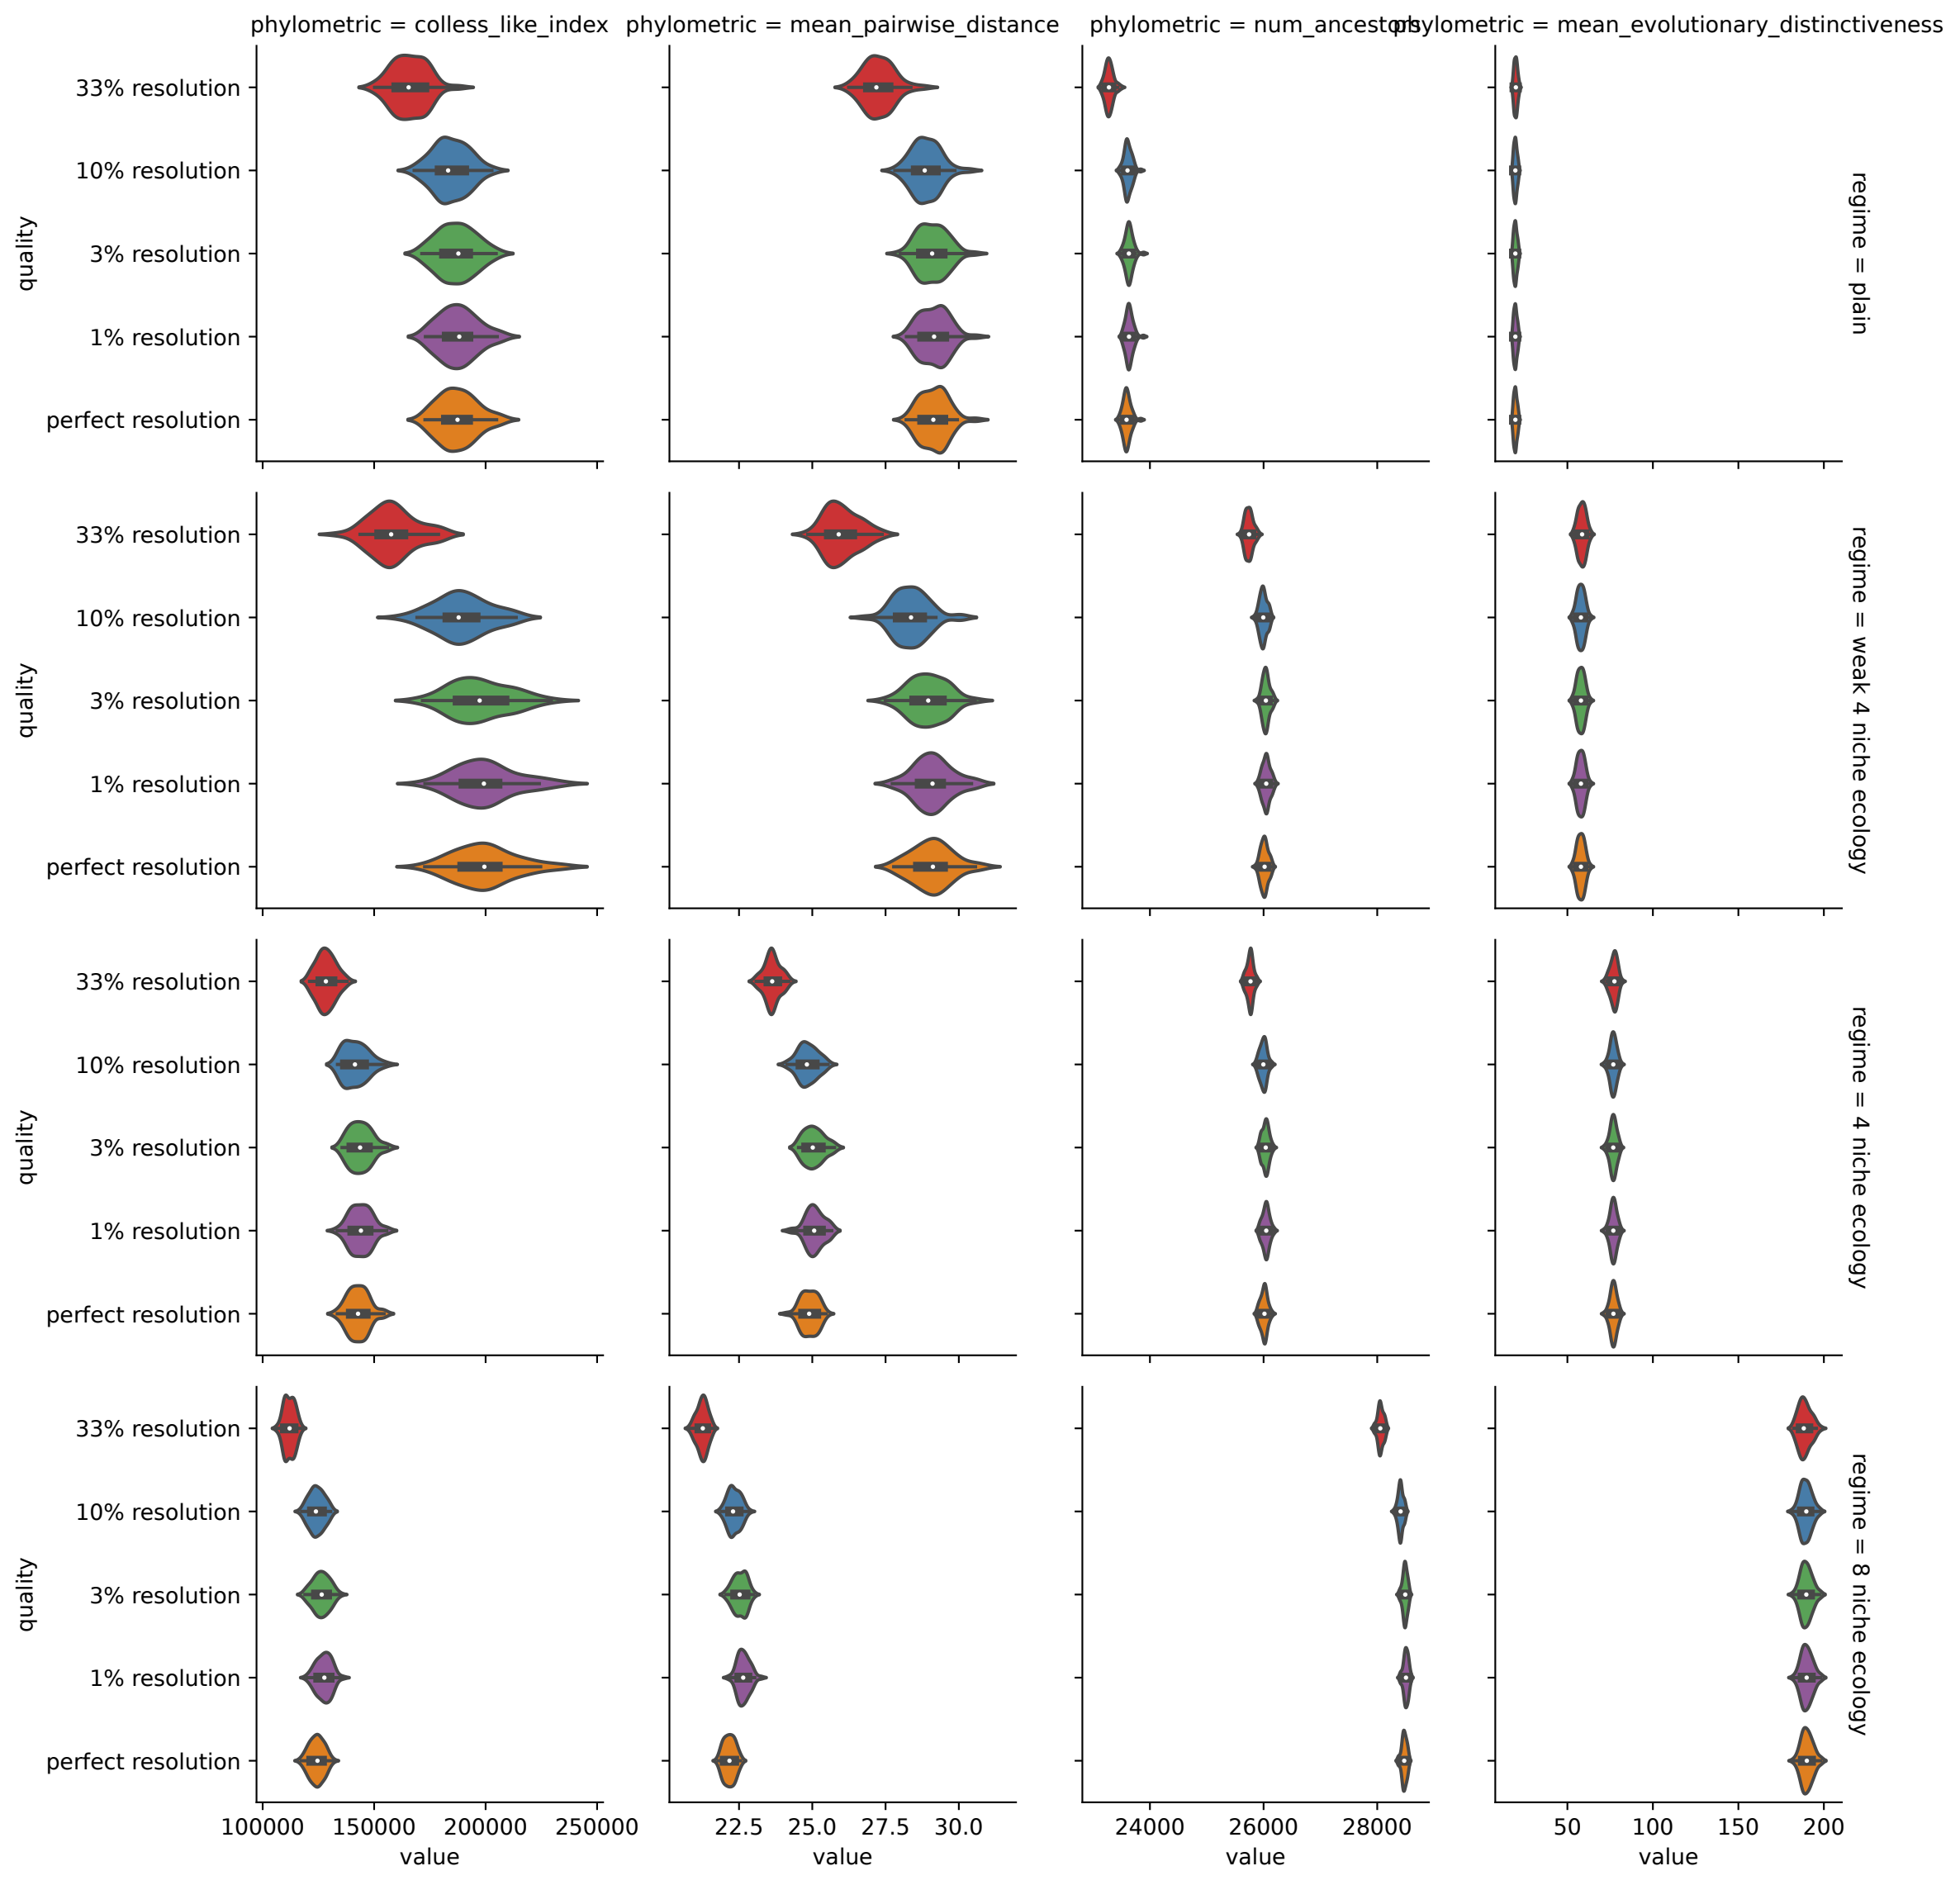 phylometric = colless_like_index
phylometric = mean_pairwise_distance
phylometric = num_ancestors
phylometric = mean_evolutionary_distinctiveness
quality
33% resolution
10% resolution
3% resolution
1% resolution
perfect resolution
regime = plain
quality
33% resolution
10% resolution
3% resolution
1% resolution
perfect resolution
regime = weak 4 niche ecology
quality
33% resolution
10% resolution
3% resolution
1% resolution
perfect resolution
regime = 4 niche ecology
quality
33% resolution
10% resolution
3% resolution
1% resolution
perfect resolution
regime = 8 niche ecology
100000 150000 200000 250000
22.5 25.0 27.5 30.0
24000 26000 28000
50 100 150 200
value
value
value
value